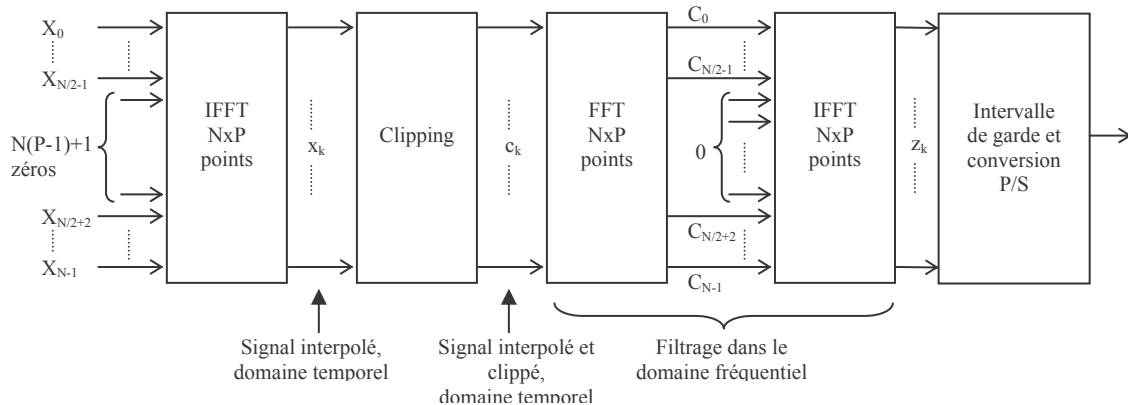 X0
XN/2-1
N(P-1)+1
zéros
XN/2+2
XN-1
IFFT
NxP
points
xk
Clipping
ck
FFT
NxP
points
C0
CN/2-1
0
CN/2+2
CN-1
IFFT
NxP
points
zk
Intervalle
de garde et
conversion
P/S
Signal interpolé,
domaine temporel
Signal interpolé et
clippé,
domaine temporel
Filtrage dans le
domaine fréquentiel